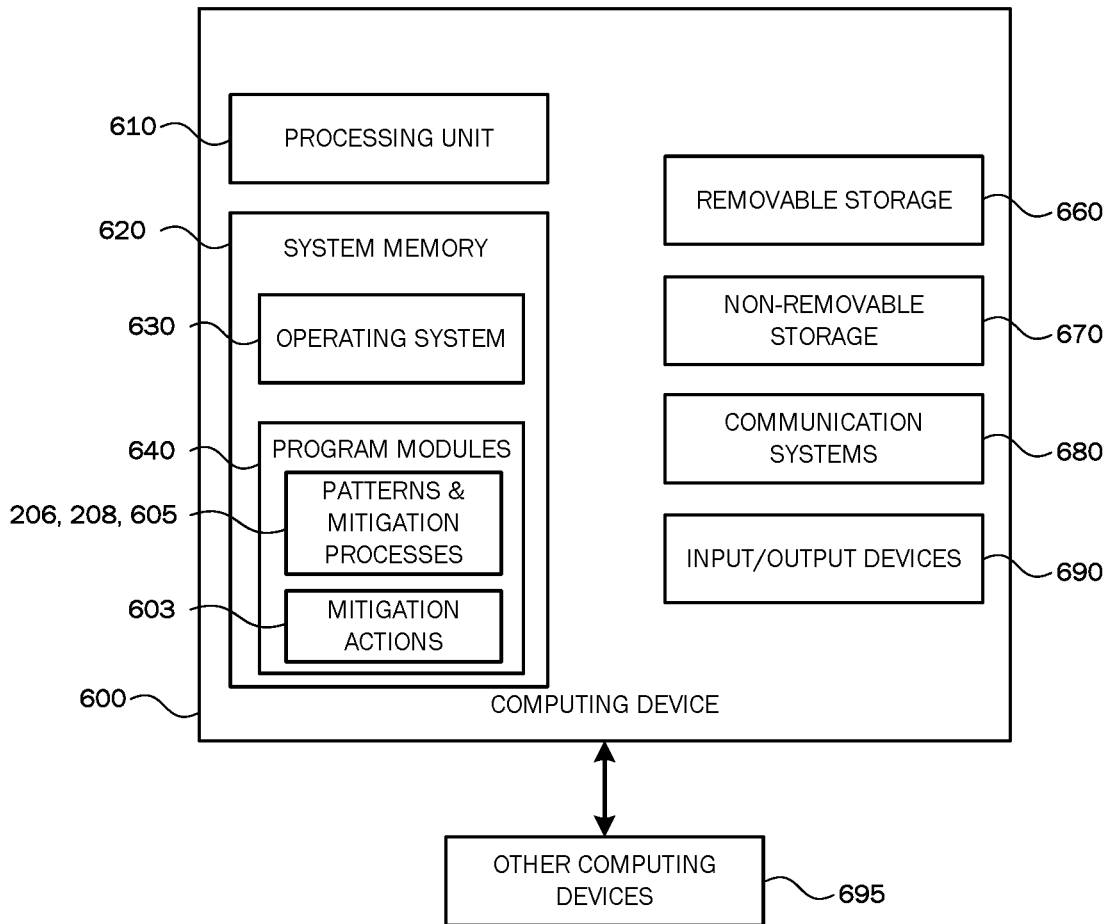 610
PROCESSING UNIT
620
SYSTEM MEMORY
630
OPERATING SYSTEM
640
PROGRAM MODULES
206, 208, 605
PATTERNS &
MITIGATION
PROCESSES
603
MITIGATION
ACTIONS
600
COMPUTING DEVICE
REMOVABLE STORAGE
660
NON-REMOVABLE
STORAGE
670
COMMUNICATION
SYSTEMS
680
INPUT/OUTPUT DEVICES
690
OTHER COMPUTING
DEVICES
695